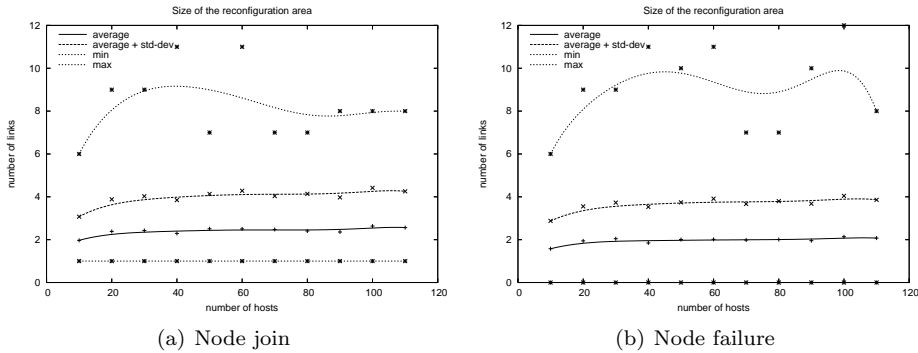 Size of the reconfiguration area
12
10
8
6
4
2
0
number of links
average
average + std-dev
min
max
0 20 40 60 80 100 120
number of hosts
(a) Node join
Size of the reconfiguration area
12
10
8
6
4
2
0
number of links
average
average + std-dev
min
max
0 20 40 60 80 100 120
number of hosts
(b) Node failure